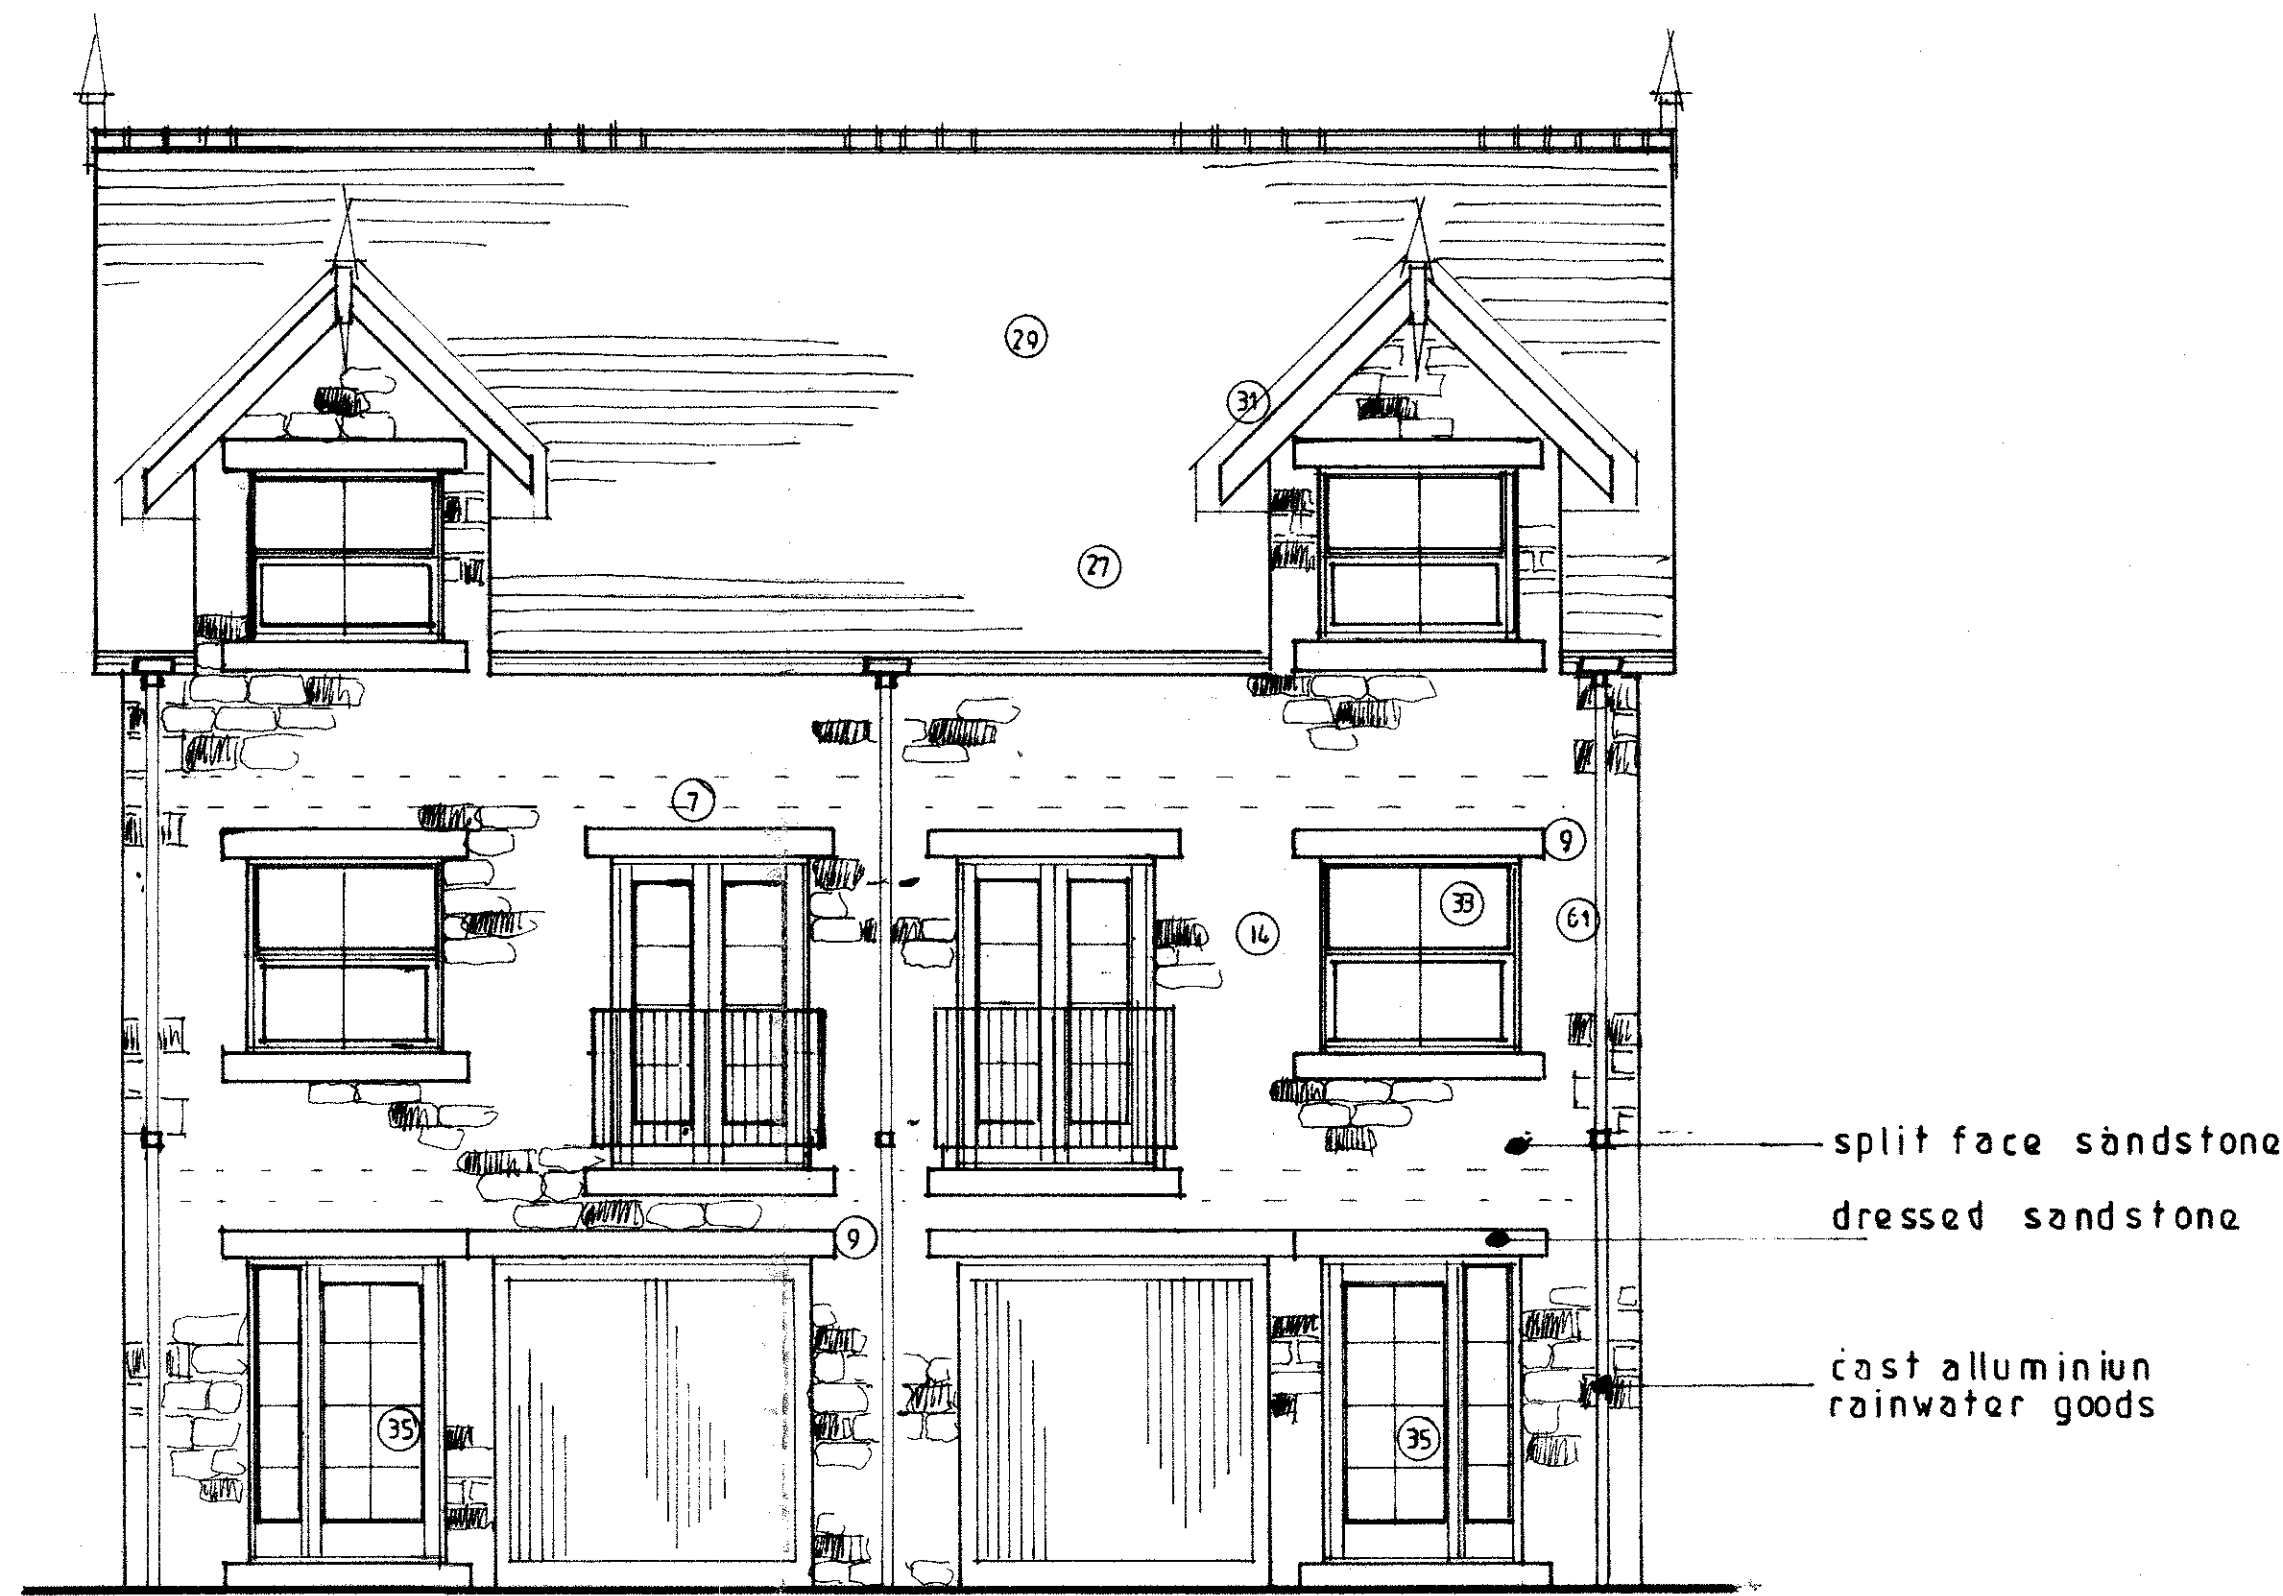 29
31
27
7
9
33
14
61
split face sandstone
dressed sandstone
9
cast alluminiun
rainwater goods
35
35